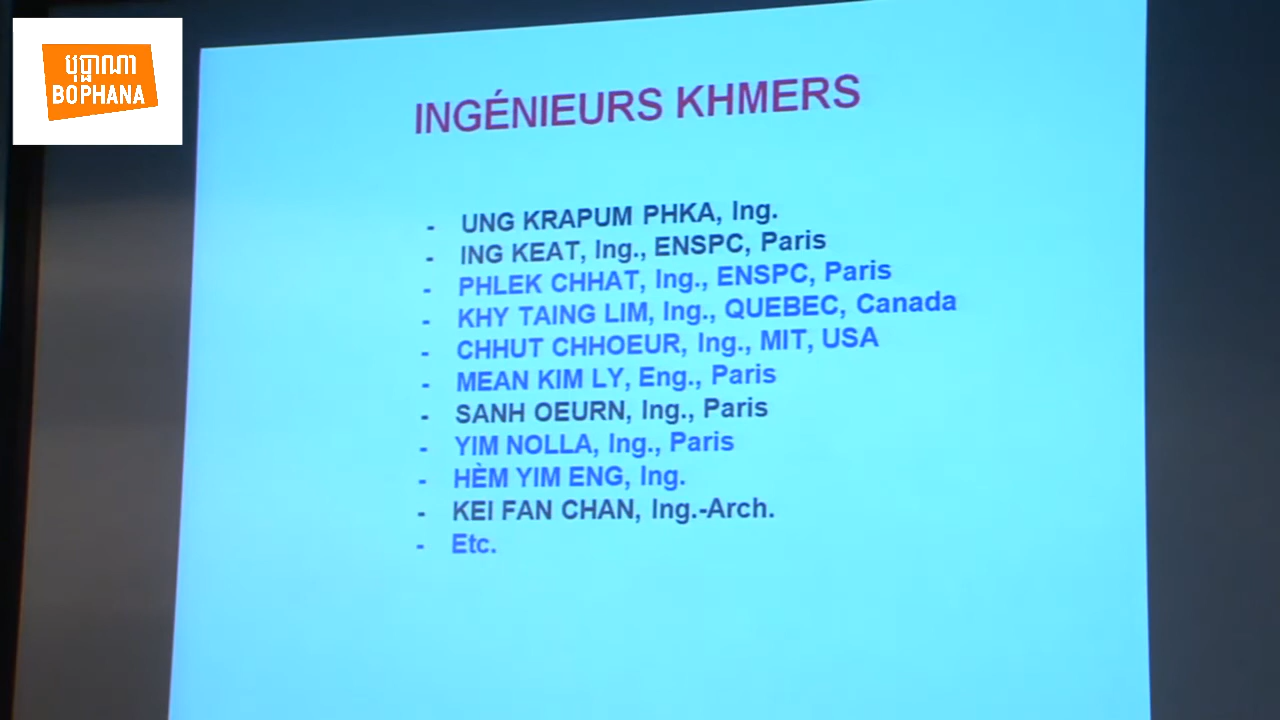 បុប្ផាណា
BOPHANA
INGÉNIEURS KHMERS
- UNG KRAPUM PHKA, Ing.
- ING KEAT, Ing., ENSPC, Paris
- PHLEK CHHAT, Ing., ENSPC, Paris
- KHY TAING LIM, Ing., QUEBEC, Canada
- CHHUT CHHOEUR, Ing., MIT, USA
- MEAN KIM LY, Eng., Paris
- SANH OEURN, Ing., Paris
- YIM NOLLA, Ing., Paris
- HÈM YIM ENG, Ing.
- KEI FAN CHAN, Ing.-Arch.
- Etc.